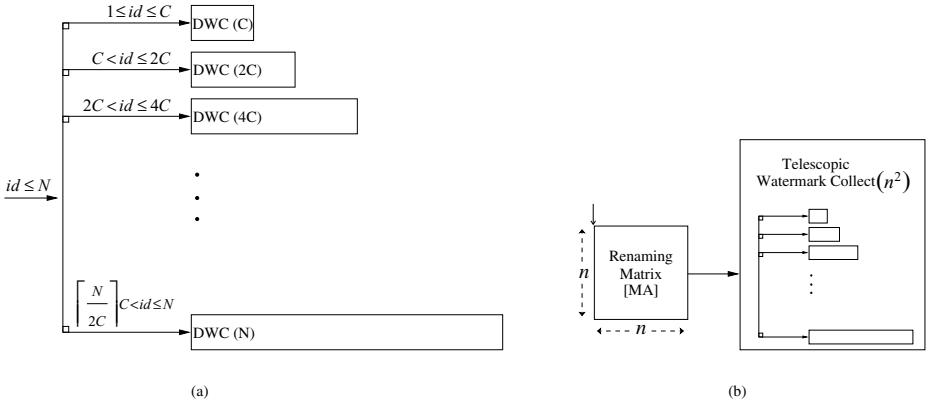 1≤id≤C
DWC (C)
C<id≤2C
DWC (2C)
2C<id≤4C
DWC (4C)
id≤N
⌈N/2C⌉C<id≤N
DWC (N)
(a)
n
Renaming
Matrix
[MA]
n
Telescopic
Watermark Collect(n²)
(b)